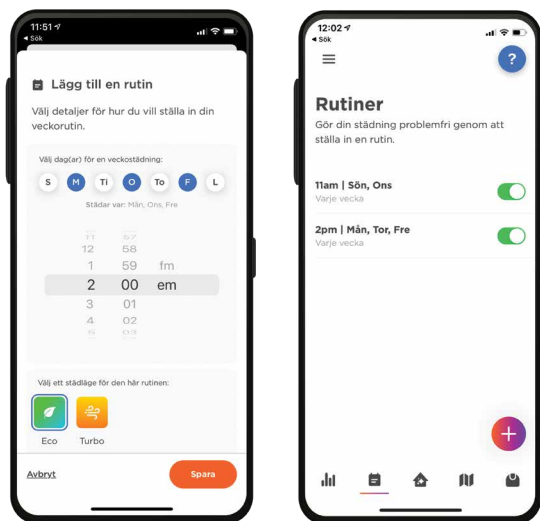 11:51
Sök
Lägg till en rutin
Välj detaljer för hur du vill ställa in din
veckorutin.
Välj dag(ar) för en veckostädning:
S M Ti O To F L
Städar var: Mån, Ons, Fre
11 57
12 58
1 59 fm
2 00 em
3 01
4 02
5 03
Välj ett städläge för den här rutinen:
Eco Turbo
Avbryt Spara
12:02
Sök
?
Rutiner
Gör din städning problemfri genom att
ställa in en rutin.
11am | Sön, Ons
Varje vecka
2pm | Mån, Tor, Fre
Varje vecka
+